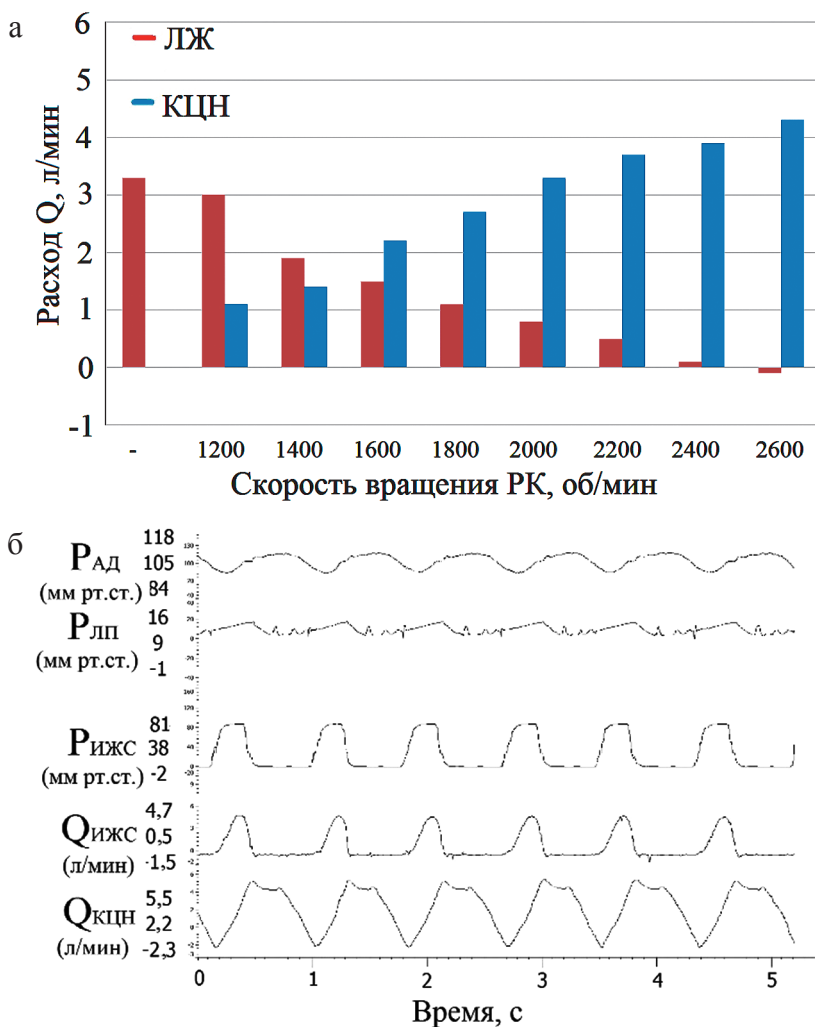 а
6
5
4
3
2
1
0
-1
Расход Q, л/мин
ЛЖ
КЦН
- 1200 1400 1600 1800 2000 2200 2400 2600
Скорость вращения РК, об/мин
б
PАД
(мм рт.ст.)
118
105
84
PЛП
(мм рт.ст.)
16
9
-1
PИЖС
(мм рт.ст.)
81
38
-2
QИЖС
(л/мин)
4,7
0,5
-1,5
QКЦН
(л/мин)
5,5
2,2
-2,3
0 1 2 3 4 5
Время, с